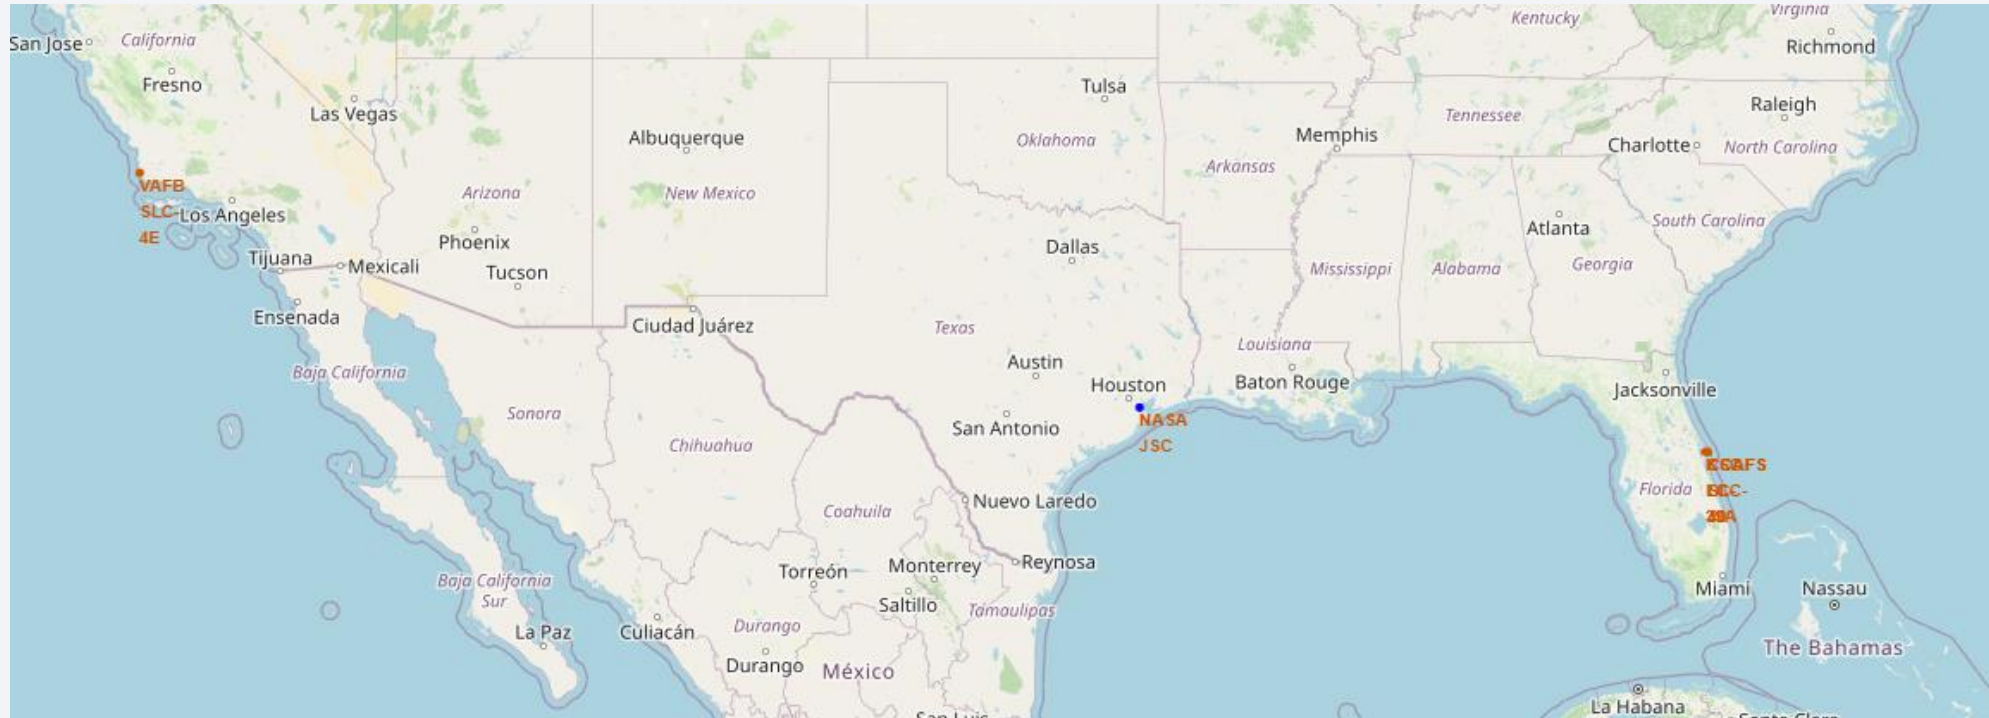 Kentucky
Virginia
San Jose
California
Richmond
Fresno
Tulsa
Las Vegas
Raleigh
Tennessee
Albuquerque
Oklahoma
Memphis
Charlotte
North Carolina
Arkansas
VAFB
SLC-
4E
Arizona
New Mexico
Los Angeles
South Carolina
Atlanta
Phoenix
Dallas
Tijuana
Mexicali
Tucson
Mississippi
Alabama
Georgia
Ensenada
Ciudad Juárez
Texas
Louisiana
Austin
Baja California
Houston
Baton Rouge
Jacksonville
Sonora
NASA
JSC
San Antonio
Chihuahua
Florida
Nuevo Laredo
Coahuila
Reynosa
Monterrey
Torreón
Baja California
Sur
Miami
Nassau
Saltillo
Tamaulipas
La Paz
Culiacán
Durango
The Bahamas
Durango
México
La Habana